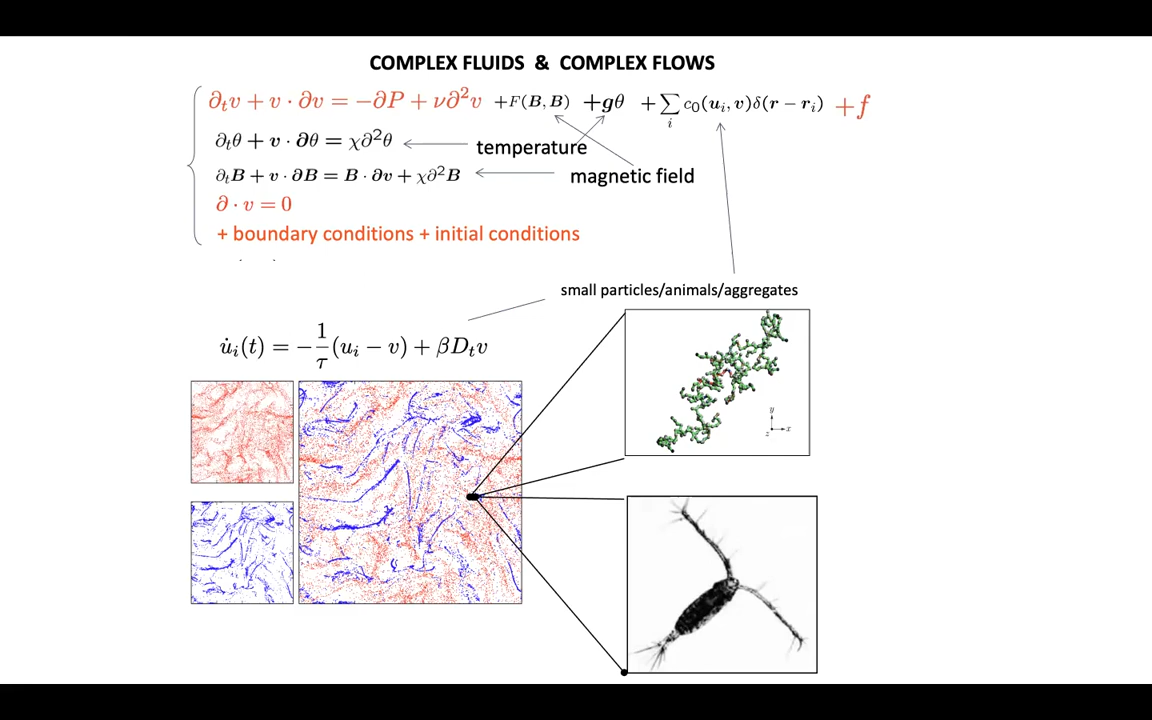 COMPLEX FLUIDS & COMPLEX FLOWS
∂ₜv + v · ∂v = −∂P + ν∂²v +F(B, B) +gθ +∑ᵢ c₀(uᵢ, v)δ(r − rᵢ) +f
∂ₜθ + v · ∂θ = χ∂²θ
temperature
∂ₜB + v · ∂B = B · ∂v + χ∂²B
magnetic field
∂ · v = 0
+ boundary conditions + initial conditions
small particles/animals/aggregates
u̇ᵢ(t) = −1/τ(uᵢ − v) + βDₜv
y
z x